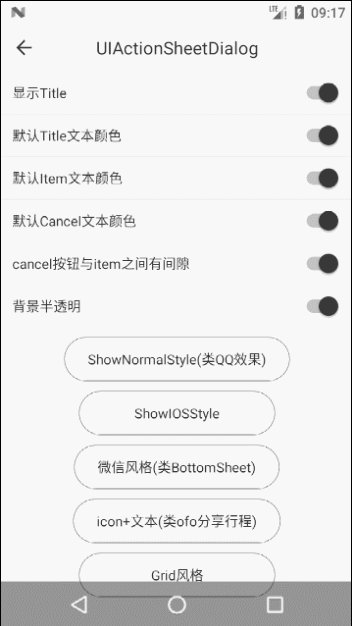 LTE 09:17
UIActionSheetDialog
显示Title
默认Title文本颜色
默认Item文本颜色
默认Cancel文本颜色
cancel按钮与item之间有间隙
背景半透明
ShowNormalStyle(类QQ效果)
ShowIOSStyle
微信风格(类BottomSheet)
icon+文本(类ofo分享行程)
Grid风格